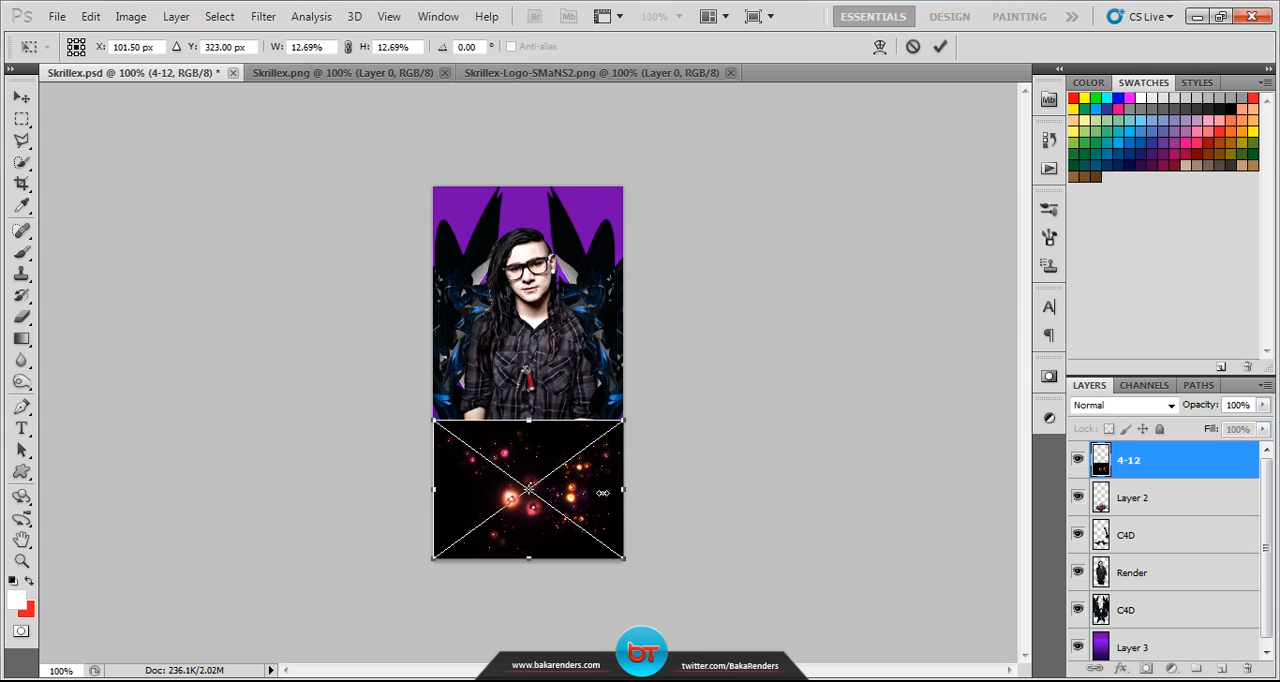 Ps File Edit Image Layer Select Filter Analysis 3D View Window Help Br Mb 100% ESSENTIALS DESIGN PAINTING CS Live
X: 101.50 px Y: 323.00 px W: 12.69% H: 12.69% 0.00 ° Anti-alias
Skrillex.psd @ 100% (4-12, RGB/8) * Skrillex.png @ 100% (Layer 0, RGB/8) Skrillex-Logo-SMaNS2.png @ 100% (Layer 0, RGB/8)
COLOR SWATCHES STYLES
Mb
LAYERS CHANNELS PATHS
Normal Opacity: 100%
Lock: Fill: 100%
4-12
Layer 2
C4D
Render
C4D
Layer 3
100% Doc: 236.1K/2.02M
www.bakarenders.com BT twitter.com/BakaRenders